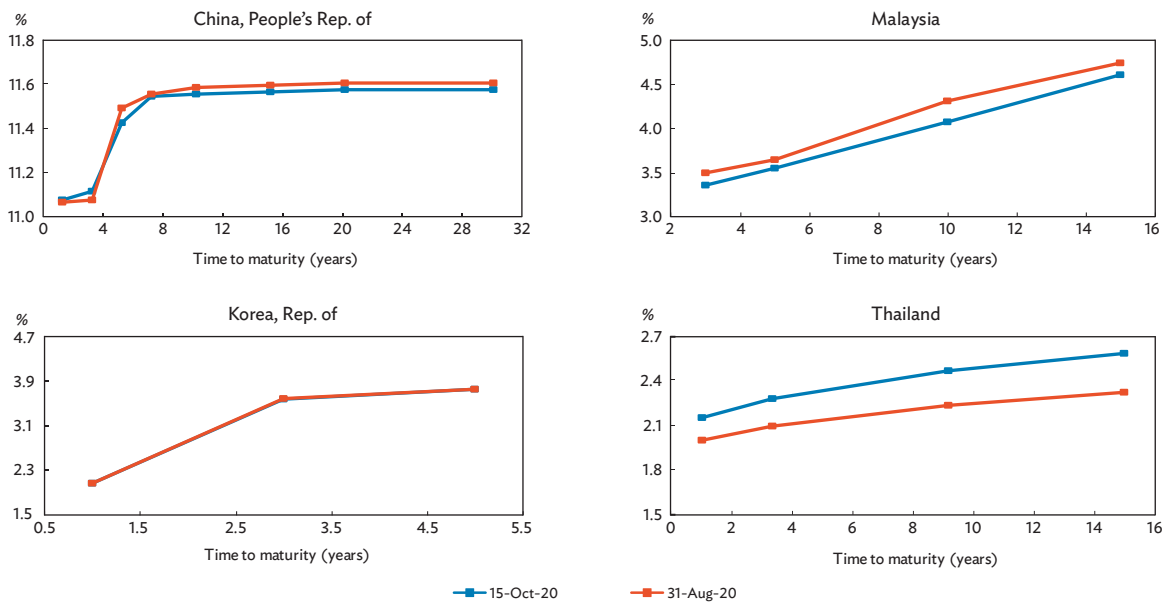 China, People's Rep. of
%
11.8
11.6
11.4
11.2
11.0
0 4 8 12 16 20 24 28 32
Time to maturity (years)
Malaysia
%
5.0
4.5
4.0
3.5
3.0
2 4 6 8 10 12 14 16
Time to maturity (years)
Korea, Rep. of
%
4.7
3.9
3.1
2.3
1.5
0.5 1.5 2.5 3.5 4.5 5.5
Time to maturity (years)
Thailand
%
2.7
2.4
2.1
1.8
1.5
0 2 4 6 8 10 12 14 16
Time to maturity (years)
15-Oct-20 31-Aug-20